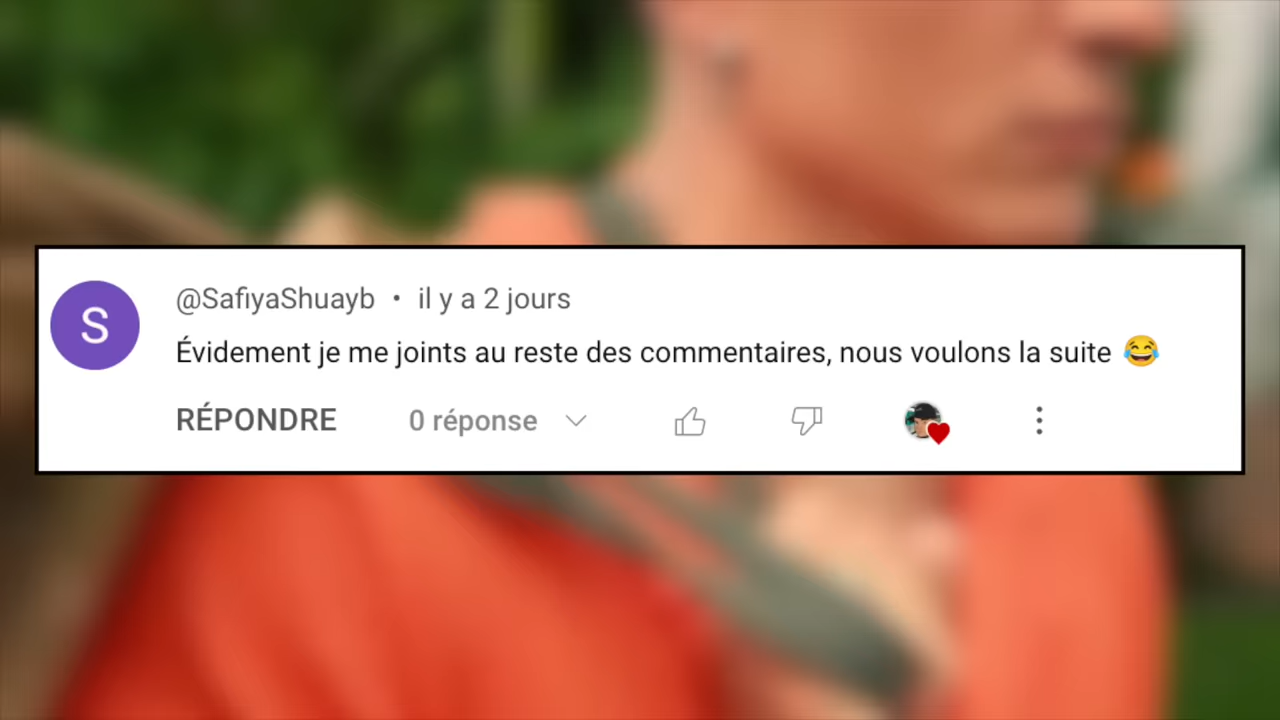 S
@SafiyaShuayb • il y a 2 jours
Évidement je me joints au reste des commentaires, nous voulons la suite 😂
RÉPONDRE 0 réponse